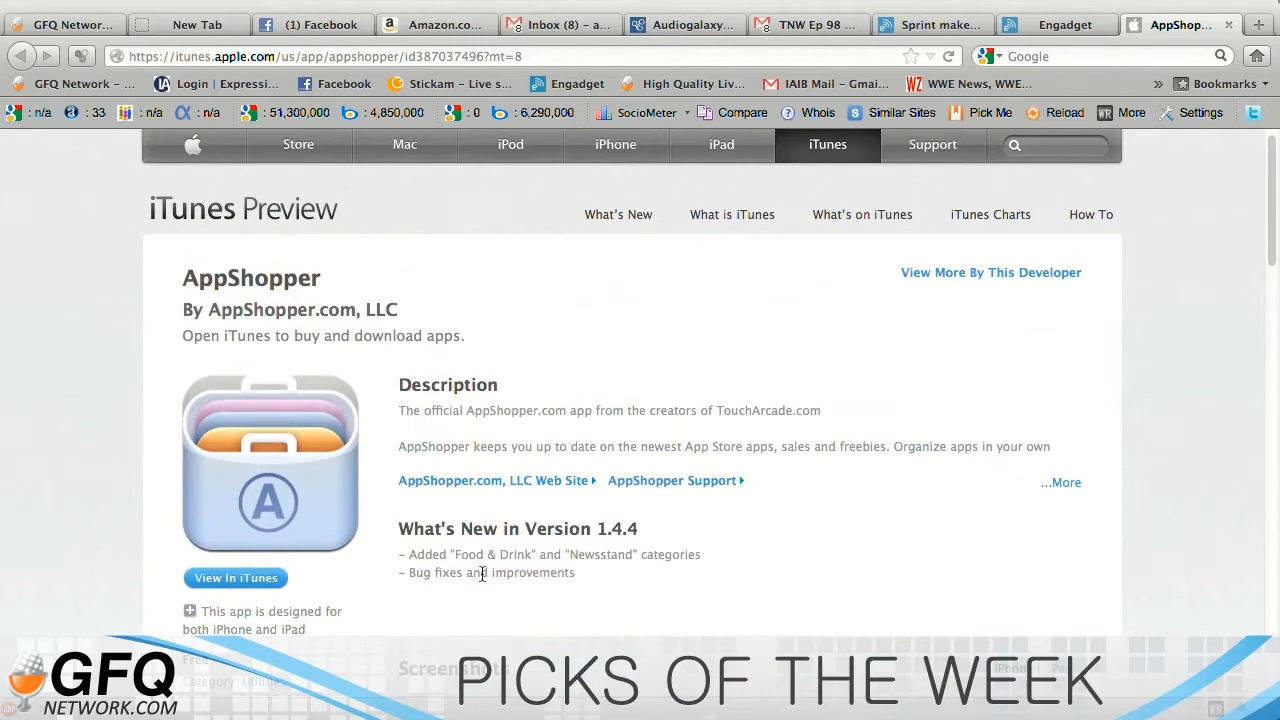 GFQ Network...
New Tab
(1) Facebook
Amazon.co...
Inbox (8) – a...
Audiogalaxy...
TNW Ep 98 ...
Sprint make...
Engadget
AppShop...
https://itunes.apple.com/us/app/appshopper/id387037496?mt=8
Google
GFQ Network – ...
Login | Expressi...
Facebook
Stickam – Live s...
Engadget
High Quality Liv...
IAIB Mail – Gmai...
WWE News, WWE...
Bookmarks
: n/a
: 33
: n/a
: n/a
: 51,300,000
: 4,850,000
: 0
: 6,290,000
SocioMeter
Compare
Whois
Similar Sites
Pick Me
Reload
More
Settings
Store
Mac
iPod
iPhone
iPad
iTunes
Support
iTunes Preview
What's New
What is iTunes
What's on iTunes
iTunes Charts
How To
AppShopper
View More By This Developer
By AppShopper.com, LLC
Open iTunes to buy and download apps.
Description
The official AppShopper.com app from the creators of TouchArcade.com
AppShopper keeps you up to date on the newest App Store apps, sales and freebies. Organize apps in your own
AppShopper.com, LLC Web Site
AppShopper Support
...More
What's New in Version 1.4.4
– Added "Food & Drink" and "Newsstand" categories
– Bug fixes and improvements
A
View In iTunes
This app is designed for
both iPhone and iPad
Free
Screenshots
iPhone
GFQ
NETWORK.COM
PICKS OF THE WEEK